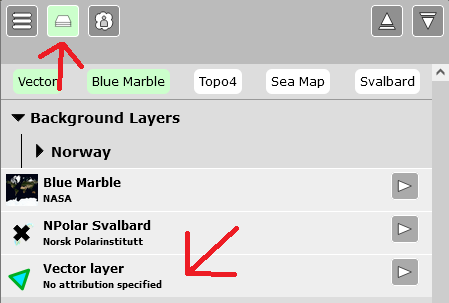 Vector Blue Marble Topo4 Sea Map Svalbard
Background Layers
Norway
Blue Marble
NASA
NPolar Svalbard
Norsk Polarinstitutt
Vector layer
No attribution specified